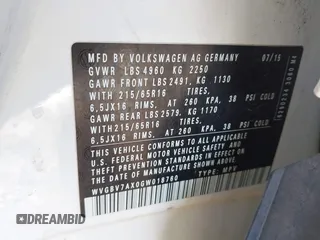 MFD. BY VOLKSWAGEN AG GERMANY 07/15
GVWR LBS 4960 KG 2250
GAWR FRONT LBS 2491, KG 1130
WITH 215/65R16 TIRES,
6,5JX16 RIMS, AT 260 KPA, 38 PSI COLD
GAWR REAR LBS 2579, KG 1170
WITH 215/65R16 TIRES,
6,5JX16 RIMS, AT 260 KPA, 38 PSI COLD
THIS VEHICLE CONFORMS TO ALL APPLICABLE
FEDERAL MOTOR VEHICLE SAFETY AND
THEFT PREVENTION STANDARDS IN EFFECT ON
THE DATE OF MANUFACTURE SHOWN ABOVE.
WVGBV7AX0GW018760 TYPE: MPV
AUTOBIDCAR